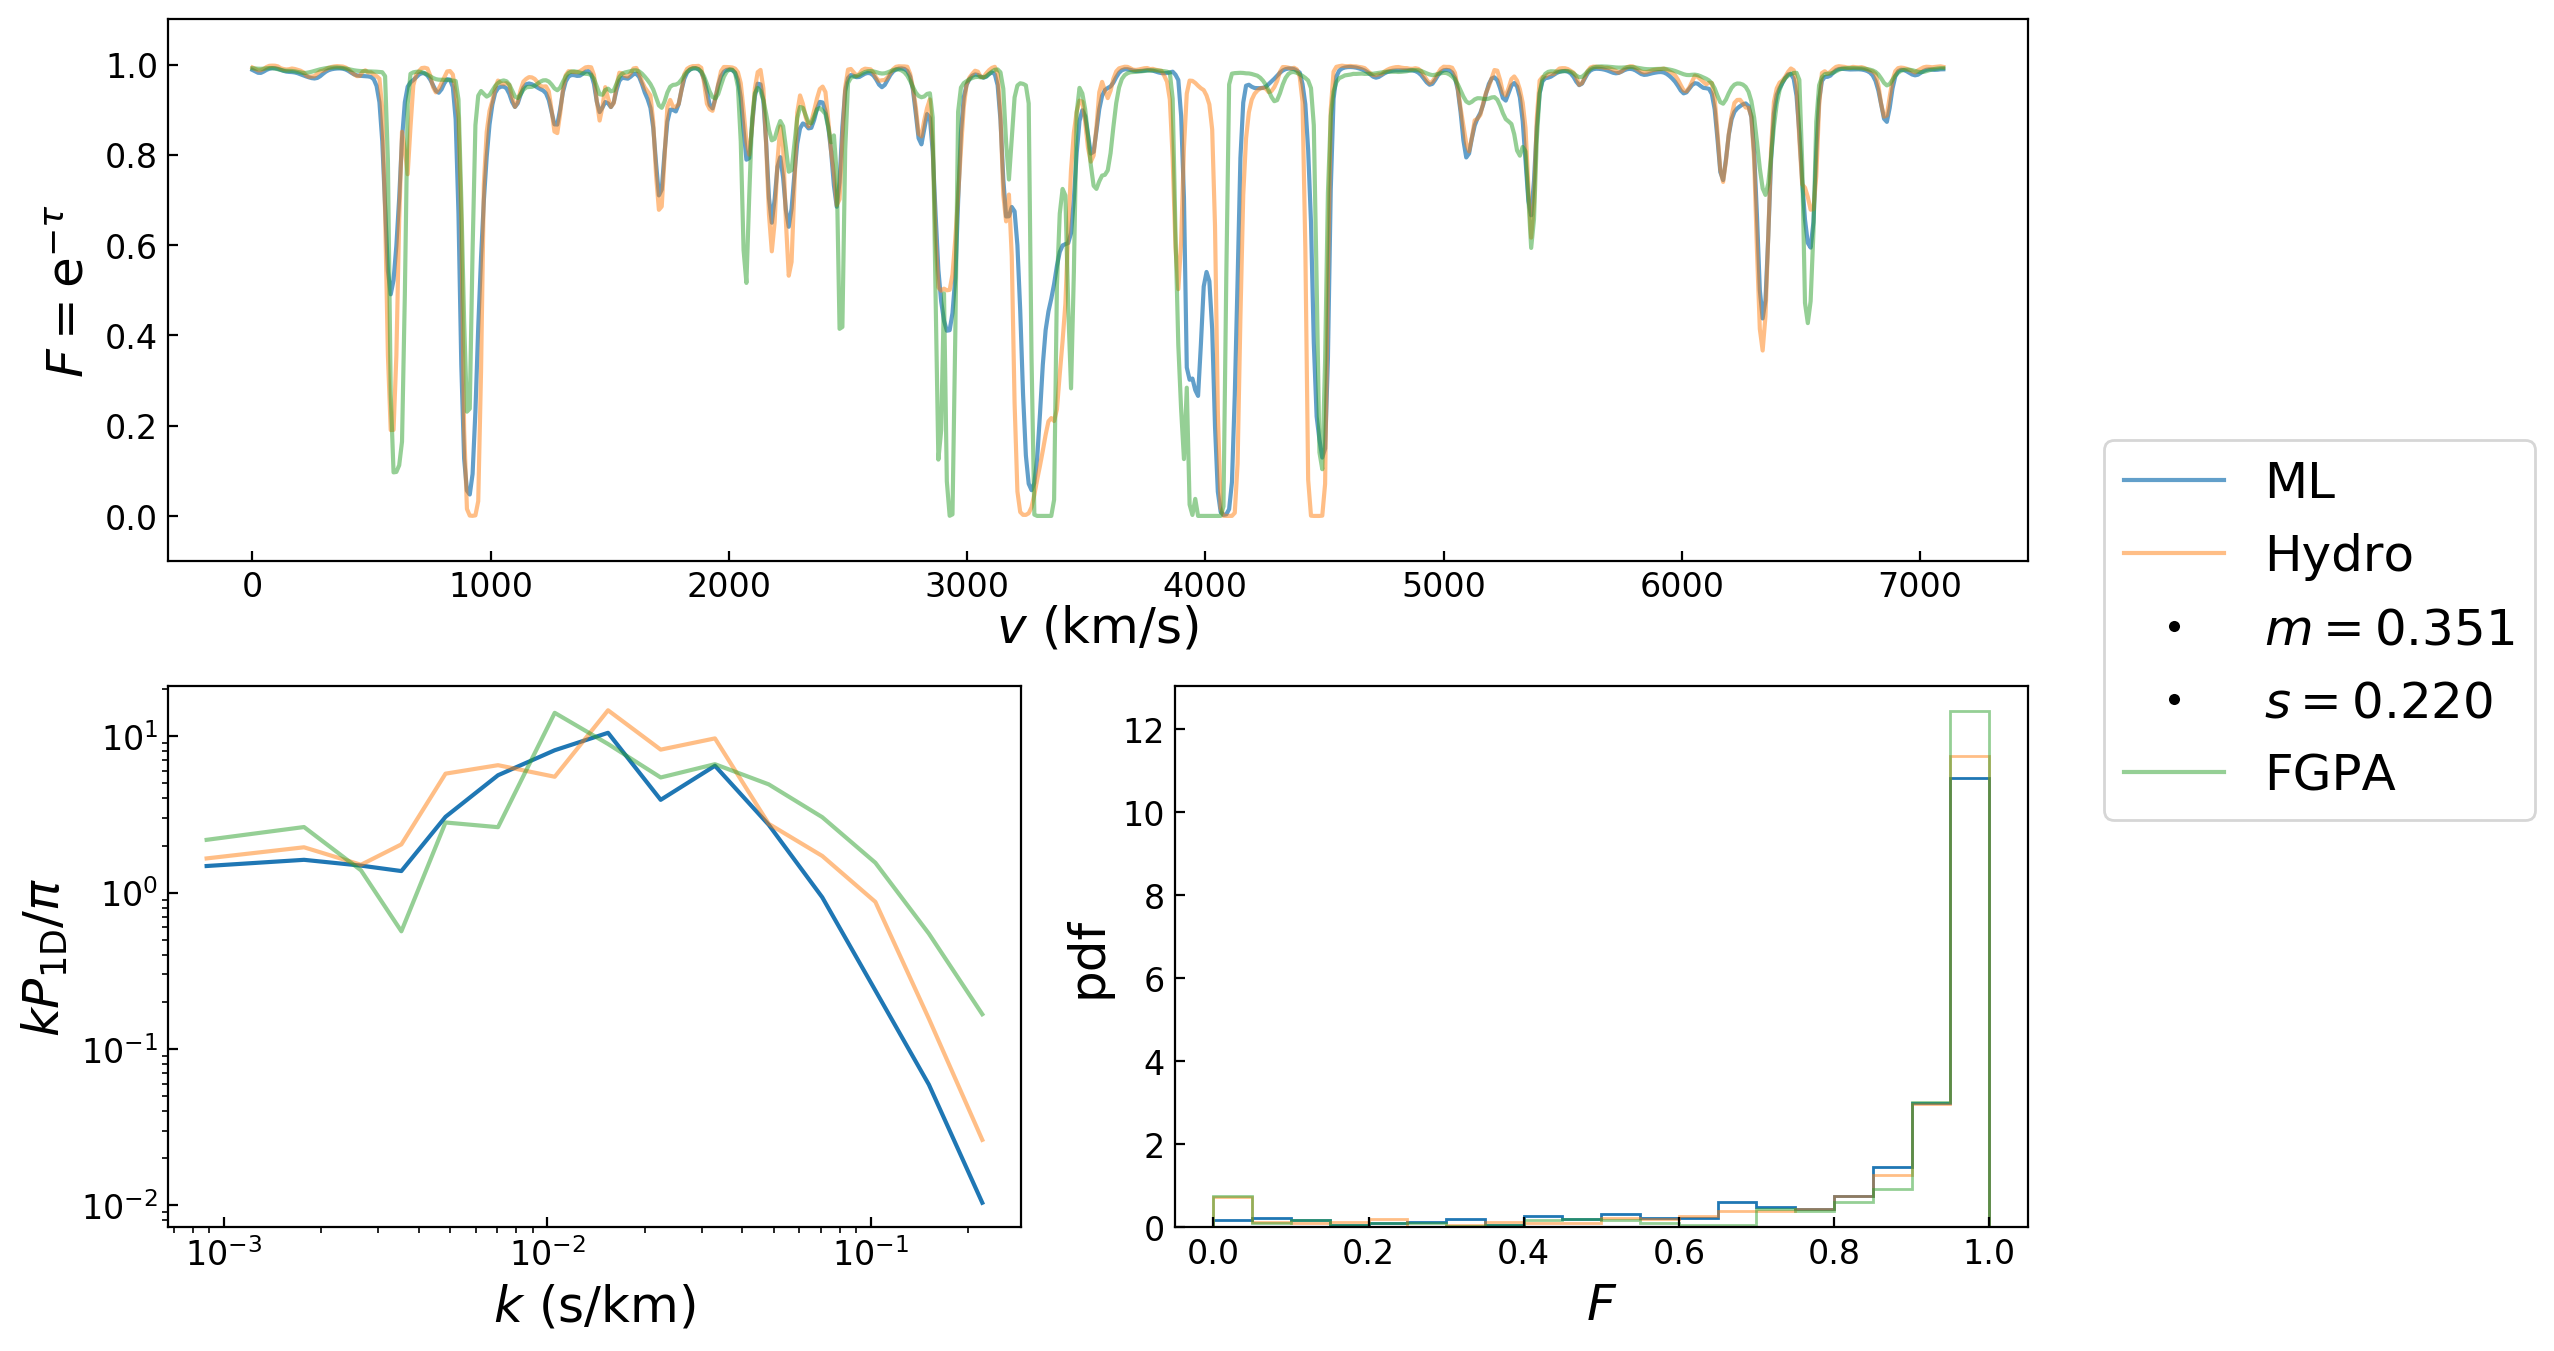 F = e^{−τ}
1.0
0.8
0.6
0.4
0.2
0.0
0 1000 2000 3000 4000 5000 6000 7000
v (km/s)
ML
Hydro
m = 0.351
s = 0.220
FGPA
kP_{1D}/π
10^1
10^0
10^{−1}
10^{−2}
10^{−3} 10^{−2} 10^{−1}
k (s/km)
pdf
12
10
8
6
4
2
0
0.0 0.2 0.4 0.6 0.8 1.0
F